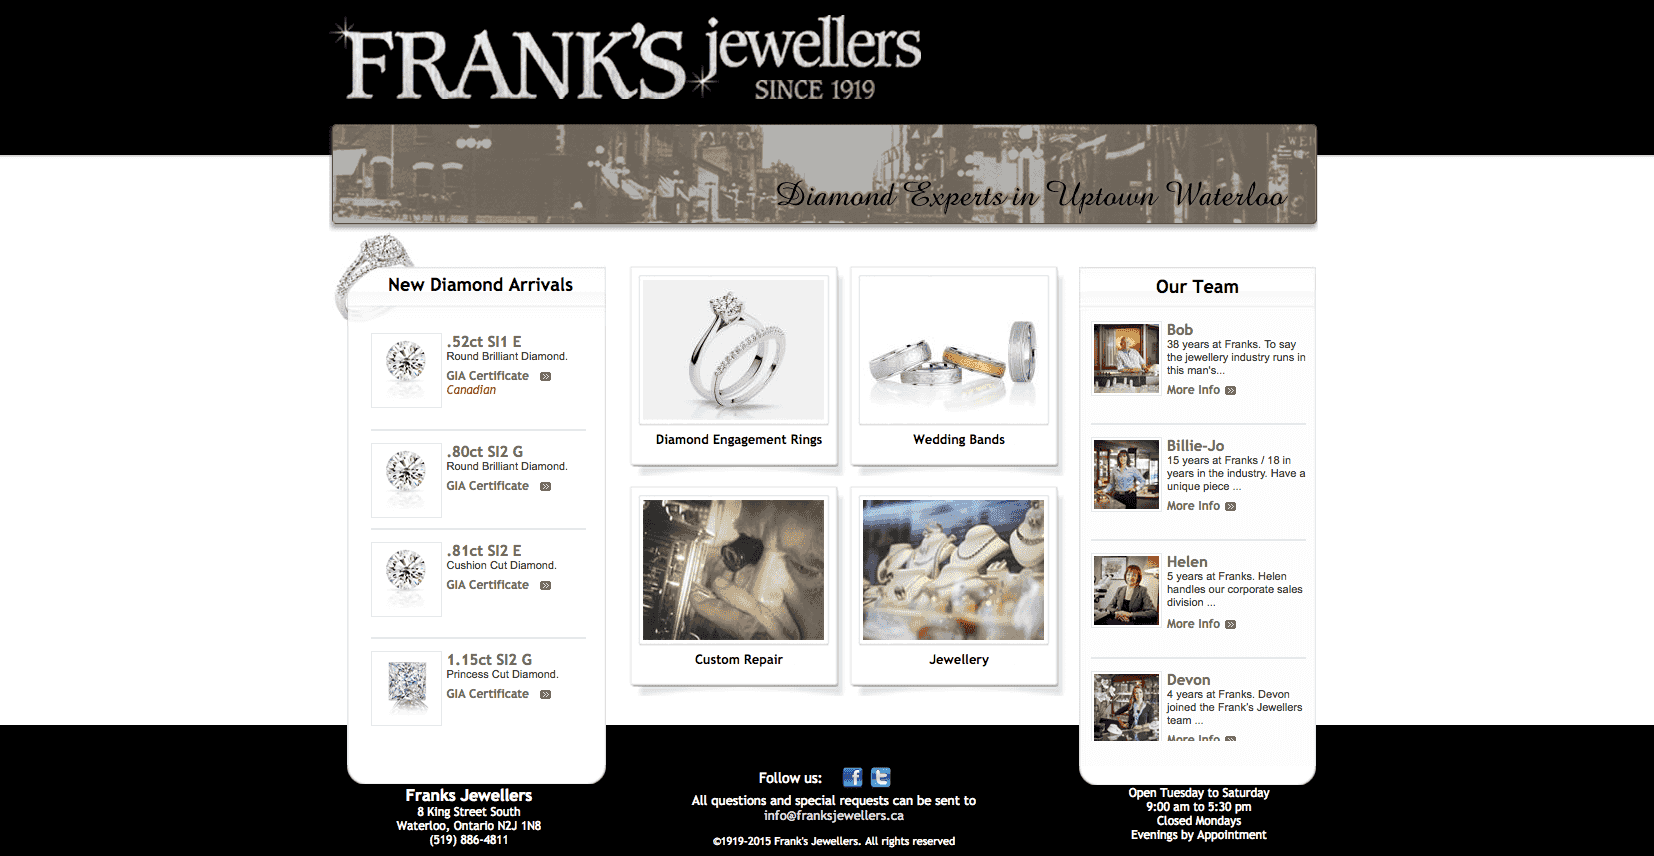 FRANK'S jewellers
SINCE 1919
Diamond Experts in Uptown Waterloo
New Diamond Arrivals
.52ct SI1 E
Round Brilliant Diamond.
GIA Certificate
Canadian
.80ct SI2 G
Round Brilliant Diamond.
GIA Certificate
.81ct SI2 E
Cushion Cut Diamond.
GIA Certificate
1.15ct SI2 G
Princess Cut Diamond.
GIA Certificate
Diamond Engagement Rings
Wedding Bands
Custom Repair
Jewellery
Our Team
Bob
38 years at Franks. To say
the jewellery industry runs in
this man's...
More Info
Billie-Jo
15 years at Franks / 18 in
years in the industry. Have a
unique piece ...
More Info
Helen
5 years at Franks. Helen
handles our corporate sales
division ...
More Info
Devon
4 years at Franks. Devon
joined the Frank's Jewellers
team ...
More Info
Franks Jewellers
8 King Street South
Waterloo, Ontario N2J 1N8
(519) 886-4811
Follow us:
All questions and special requests can be sent to
info@franksjewellers.ca
©1919-2015 Frank's Jewellers. All rights reserved
Open Tuesday to Saturday
9:00 am to 5:30 pm
Closed Mondays
Evenings by Appointment